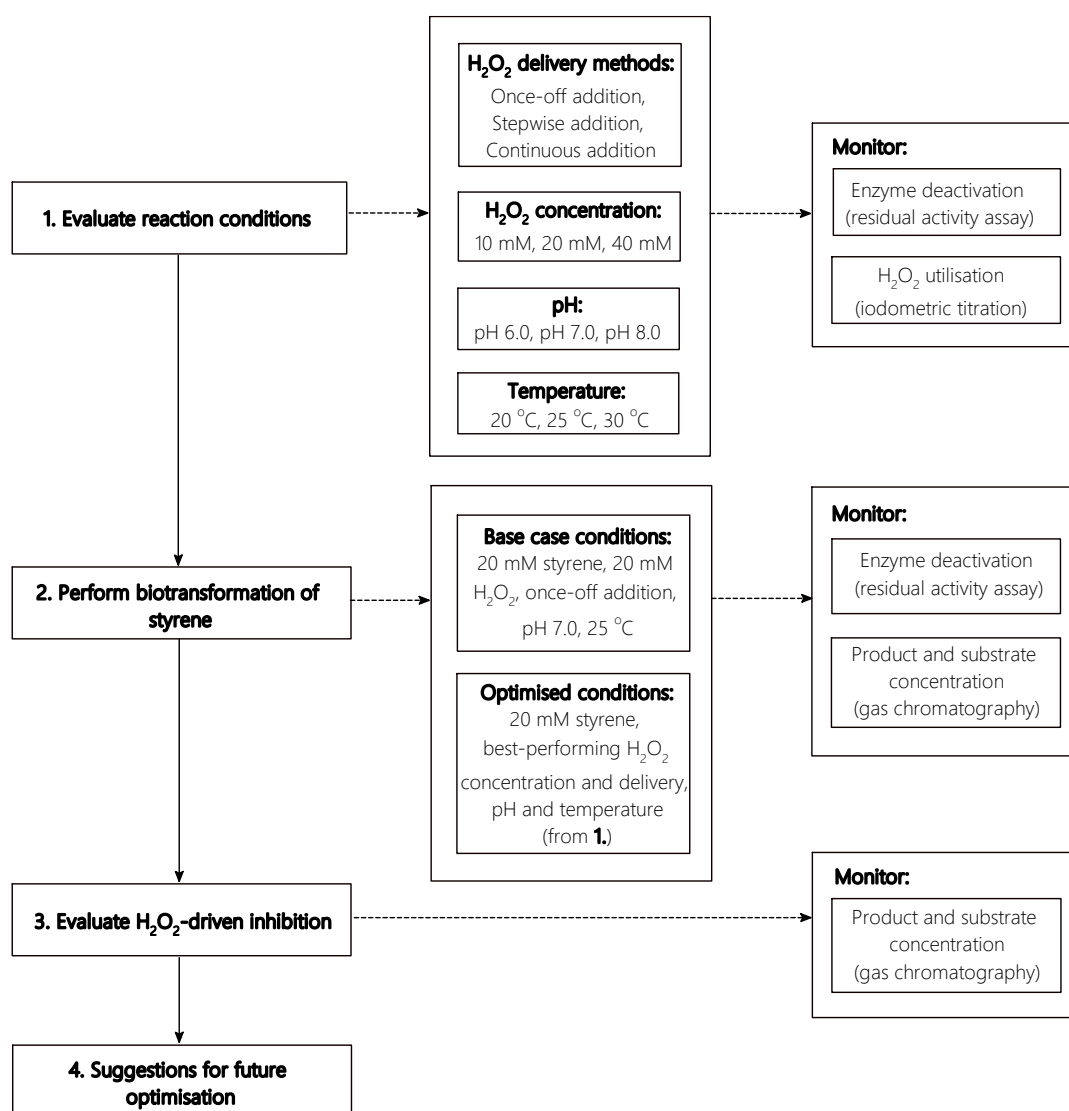 H₂O₂ delivery methods:
Once-off addition,
Stepwise addition,
Continuous addition
Monitor:
1. Evaluate reaction conditions
H₂O₂ concentration:
10 mM, 20 mM, 40 mM
Enzyme deactivation
(residual activity assay)
H₂O₂ utilisation
(iodometric titration)
pH:
pH 6.0, pH 7.0, pH 8.0
Temperature:
20 °C, 25 °C, 30 °C
2. Perform biotransformation of
styrene
Base case conditions:
20 mM styrene, 20 mM
H₂O₂, once-off addition,
pH 7.0, 25 °C
Optimised conditions:
20 mM styrene,
best-performing H₂O₂
concentration and delivery,
pH and temperature
(from 1.)
Monitor:
Enzyme deactivation
(residual activity assay)
Product and substrate
concentration
(gas chromatography)
3. Evaluate H₂O₂-driven inhibition
Monitor:
Product and substrate
concentration
(gas chromatography)
4. Suggestions for future
optimisation